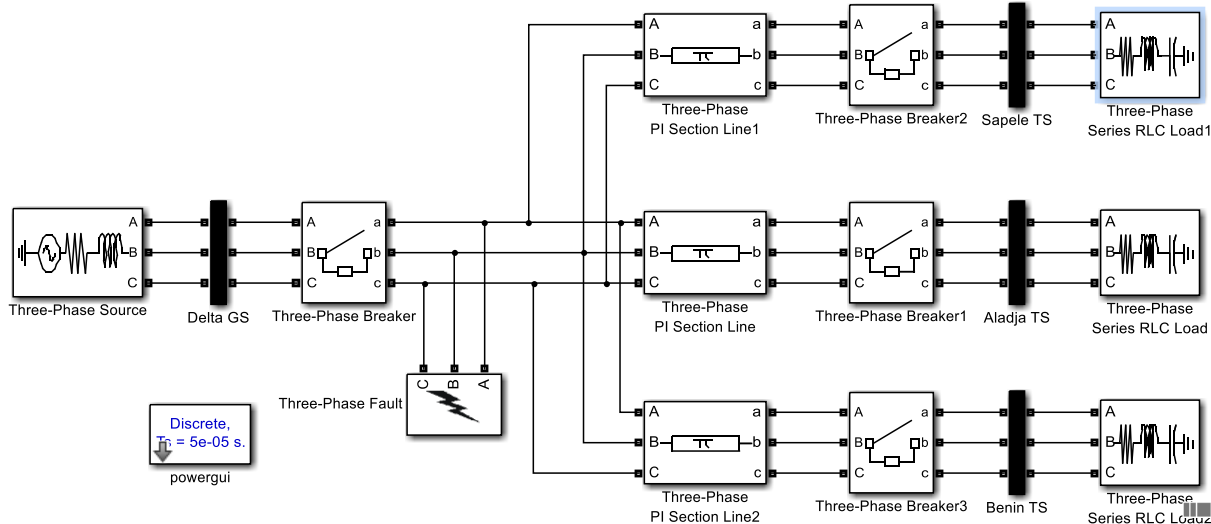 A a A a A
B b B b B
C c C c C
Three-Phase
PI Section Line1
Three-Phase Breaker2
Sapele TS
Three-Phase
Series RLC Load1
A A a A a A a A
B B b B b B b B
C C c C c C c C
Three-Phase Source
Delta GS
Three-Phase Breaker
Three-Phase
PI Section Line
Three-Phase Breaker1
Aladja TS
Three-Phase
Series RLC Load
C B A
Three-Phase Fault
Discrete,
Ts = 5e-05 s.
powergui
A a A a A
B b B b B
C c C c C
Three-Phase
PI Section Line2
Three-Phase Breaker3
Benin TS
Three-Phase
Series RLC Load2